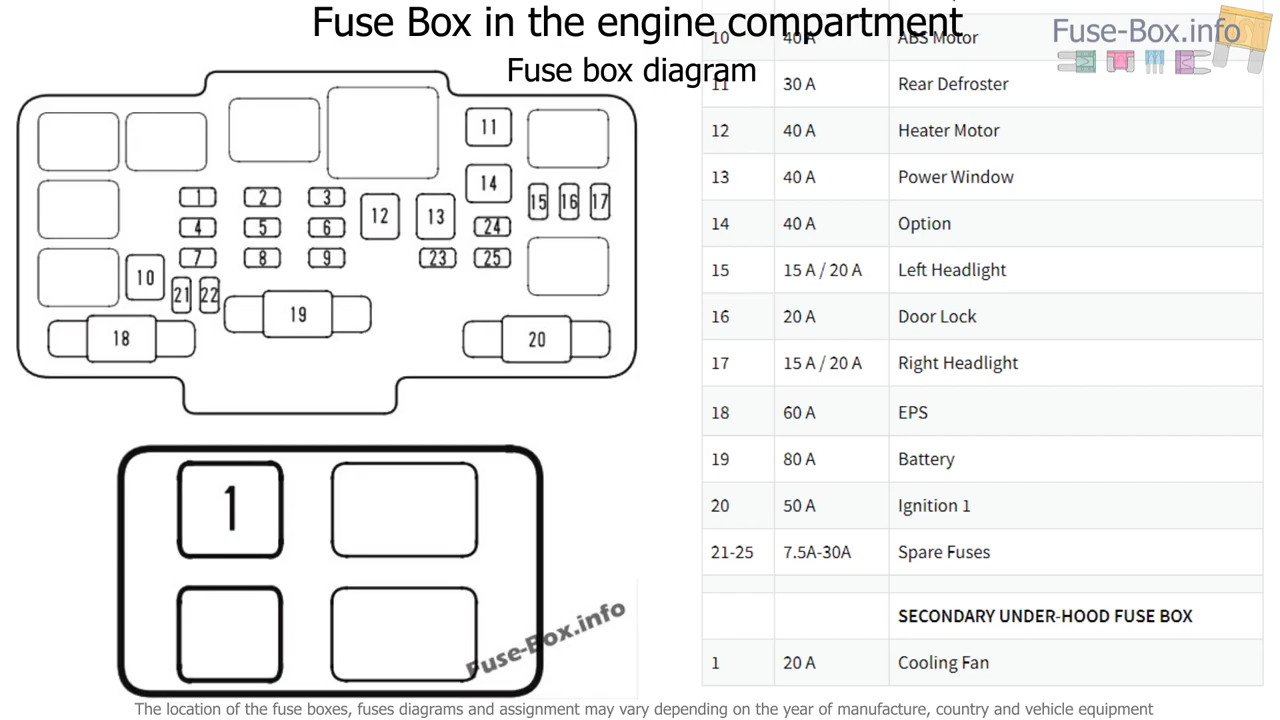 Fuse Box in the engine compartment
Fuse box diagram
Fuse-Box.info
11
14
1 2 3
15 16 17
12 13
4 5 6 24
7 8 9 23 25
10
21 22
19
18 20
1
Fuse-Box.info
10 40 A ABS Motor
11 30 A Rear Defroster
12 40 A Heater Motor
13 40 A Power Window
14 40 A Option
15 15 A / 20 A Left Headlight
16 20 A Door Lock
17 15 A / 20 A Right Headlight
18 60 A EPS
19 80 A Battery
20 50 A Ignition 1
21-25 7.5A-30A Spare Fuses
SECONDARY UNDER-HOOD FUSE BOX
1 20 A Cooling Fan
The location of the fuse boxes, fuses diagrams and assignment may vary depending on the year of manufacture, country and vehicle equipment